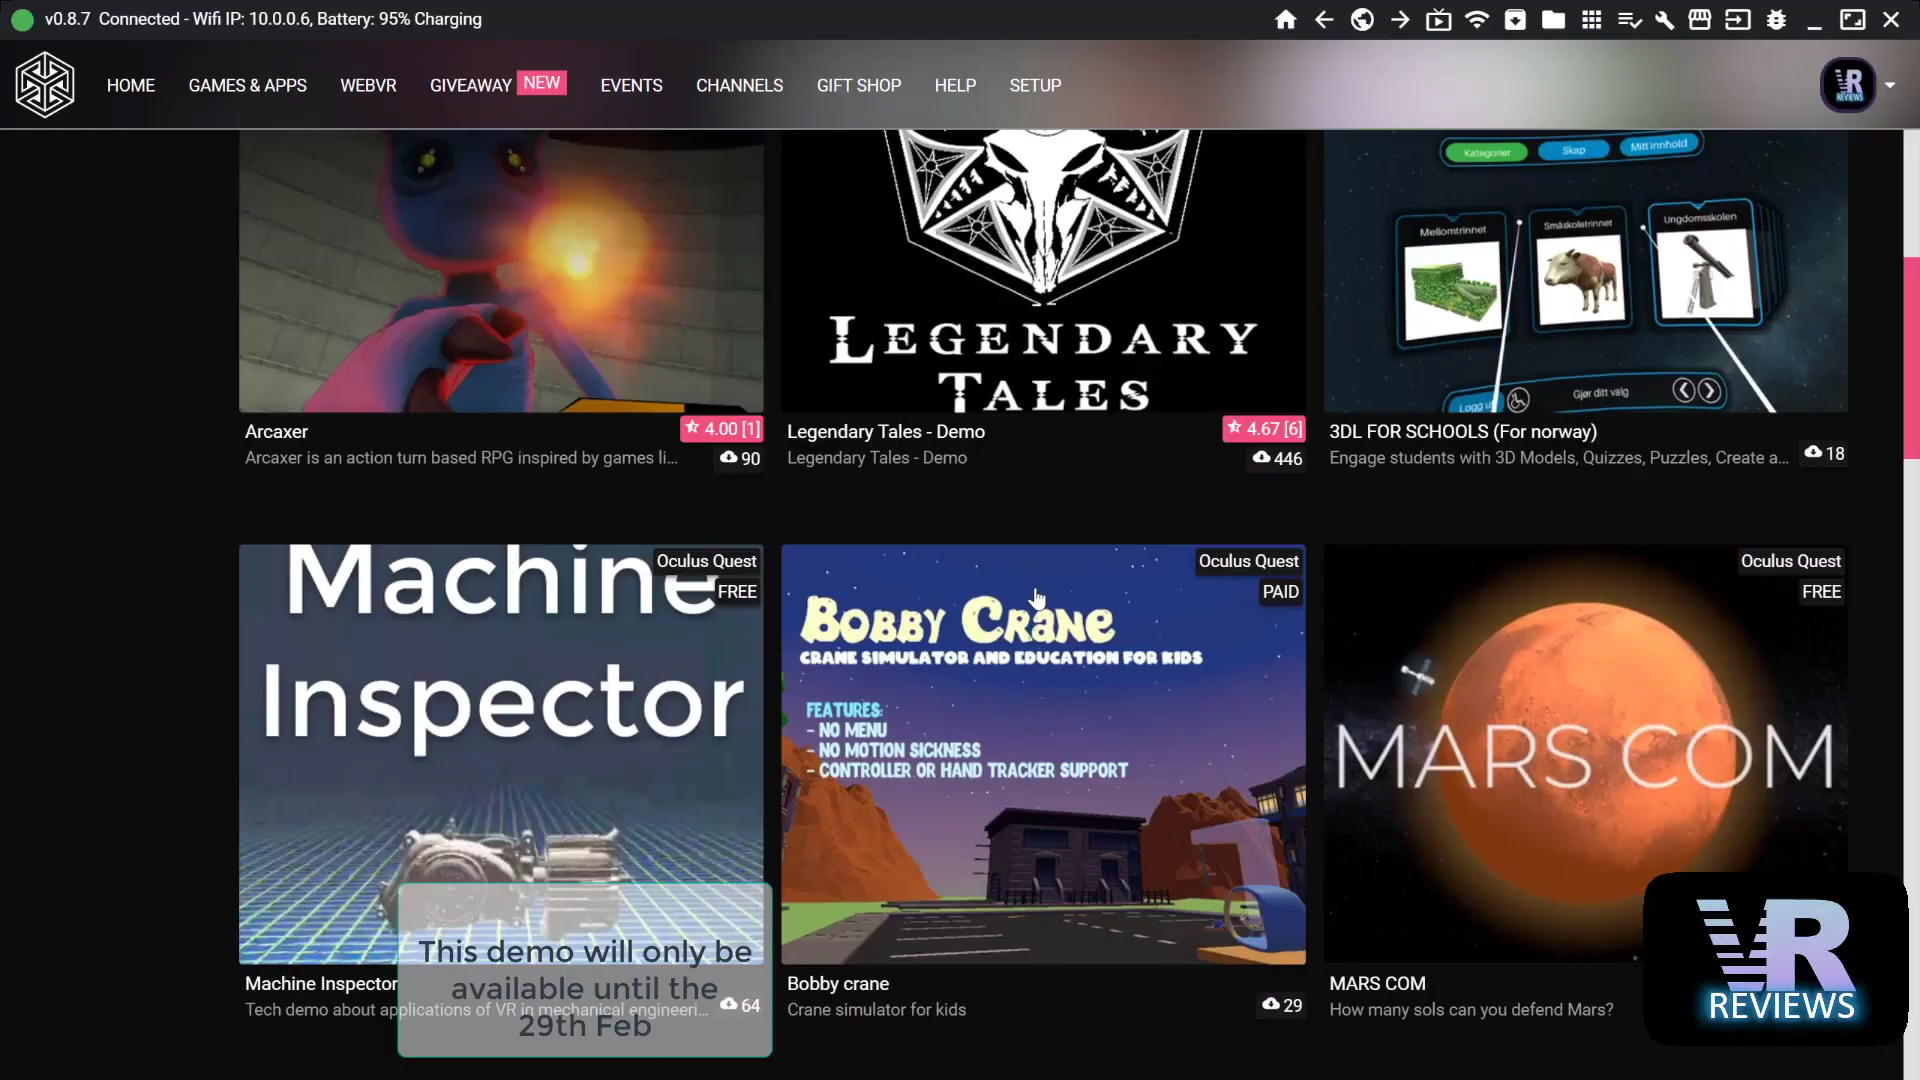 v0.8.7 Connected - Wifi IP: 10.0.0.6, Battery: 95% Charging
HOME GAMES & APPS WEBVR GIVEAWAY NEW EVENTS CHANNELS GIFT SHOP HELP SETUP
VR
REVIEWS
Kategorier Skap Mitt innhold
Mellomtrinnet Småskoletrinnet Ungdomsskolen
LEGENDARY
TALES
Gjør ditt valg
Logg ut
Arcaxer 4.00 [1]
Arcaxer is an action turn based RPG inspired by games li... 90
Legendary Tales - Demo 4.67 [6]
Legendary Tales - Demo 446
3DL FOR SCHOOLS (For norway)
Engage students with 3D Models, Quizzes, Puzzles, Create a... 18
Machine
Inspector
Oculus Quest
FREE
Oculus Quest
PAID
BOBBY CRANE
CRANE SIMULATOR AND EDUCATION FOR KIDS
FEATURES:
- NO MENU
- NO MOTION SICKNESS
- CONTROLLER OR HAND TRACKER SUPPORT
Oculus Quest
FREE
MARS COM
Machine Inspector
Tech demo about applications of VR in mechanical engineeri... 64
This demo will only be
available until the
29th Feb
Bobby crane
Crane simulator for kids 29
MARS COM
How many sols can you defend Mars?
VR
REVIEWS